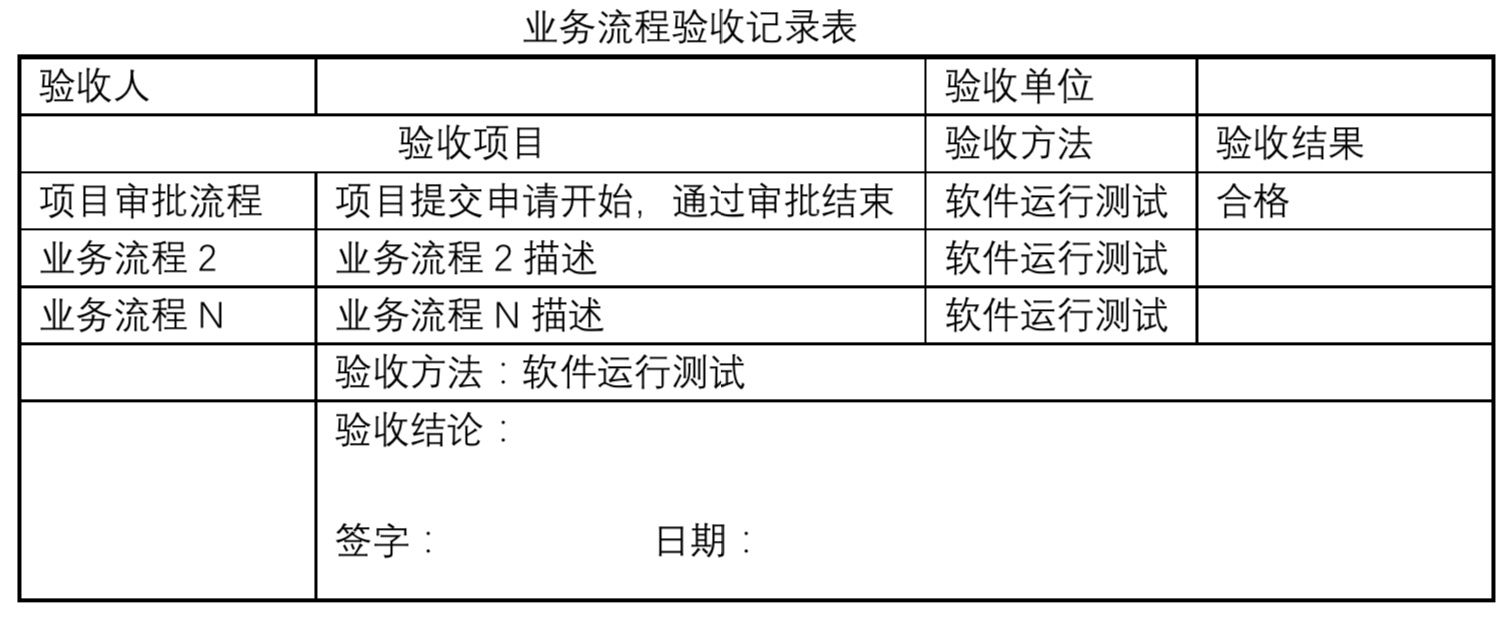 业务流程验收记录表
验收人 验收单位
验收项目 验收方法 验收结果
项目审批流程 项目提交申请开始，通过审批结束 软件运行测试 合格
业务流程 2 业务流程 2 描述 软件运行测试
业务流程 N 业务流程 N 描述 软件运行测试
验收方法：软件运行测试
验收结论：
签字： 日期：